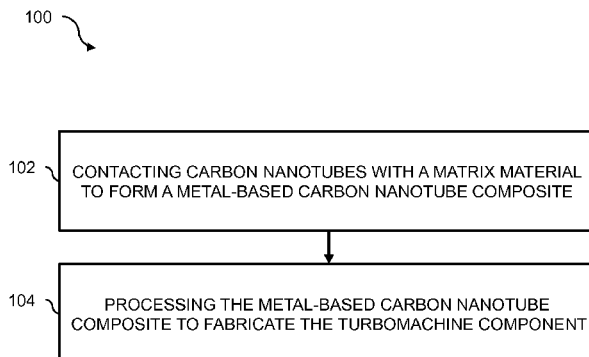 100
102
CONTACTING CARBON NANOTUBES WITH A MATRIX MATERIAL
TO FORM A METAL-BASED CARBON NANOTUBE COMPOSITE
104
PROCESSING THE METAL-BASED CARBON NANOTUBE
COMPOSITE TO FABRICATE THE TURBOMACHINE COMPONENT